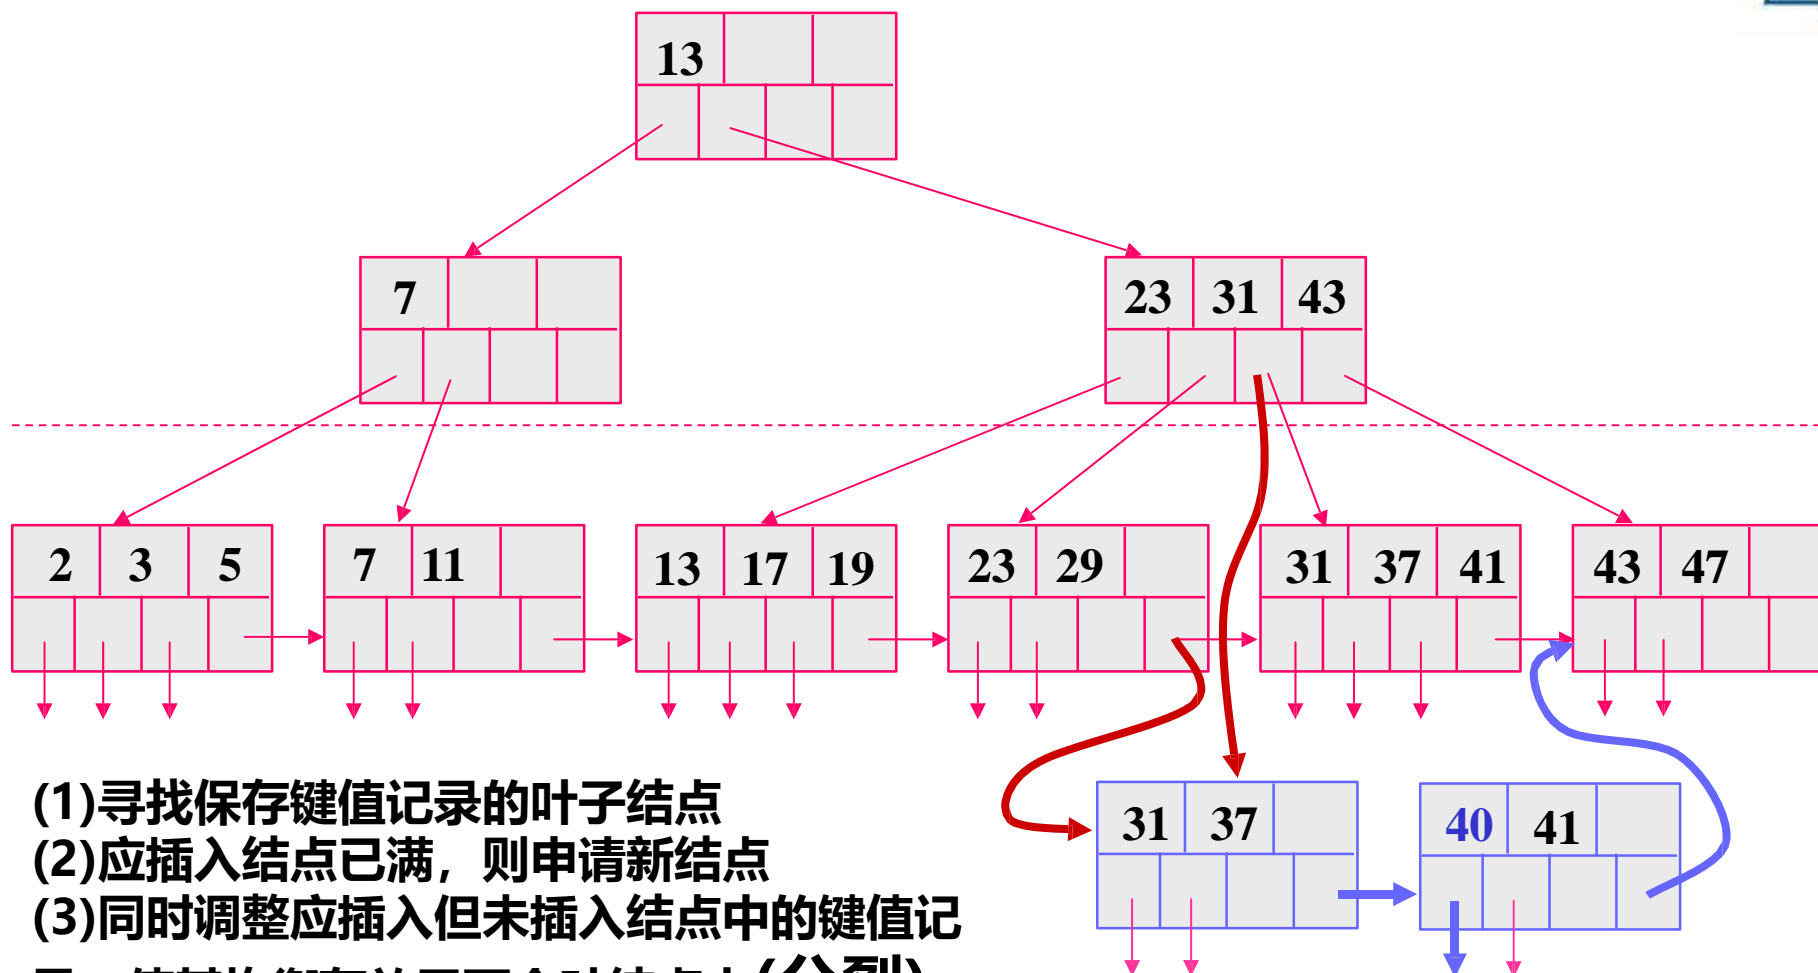 13
7
23 31 43
2 3 5 7 11 13 17 19 23 29 31 37 41 43 47
31 37 40 41
(1)寻找保存键值记录的叶子结点
(2)应插入结点已满，则申请新结点
(3)同时调整应插入但未插入结点中的键值记